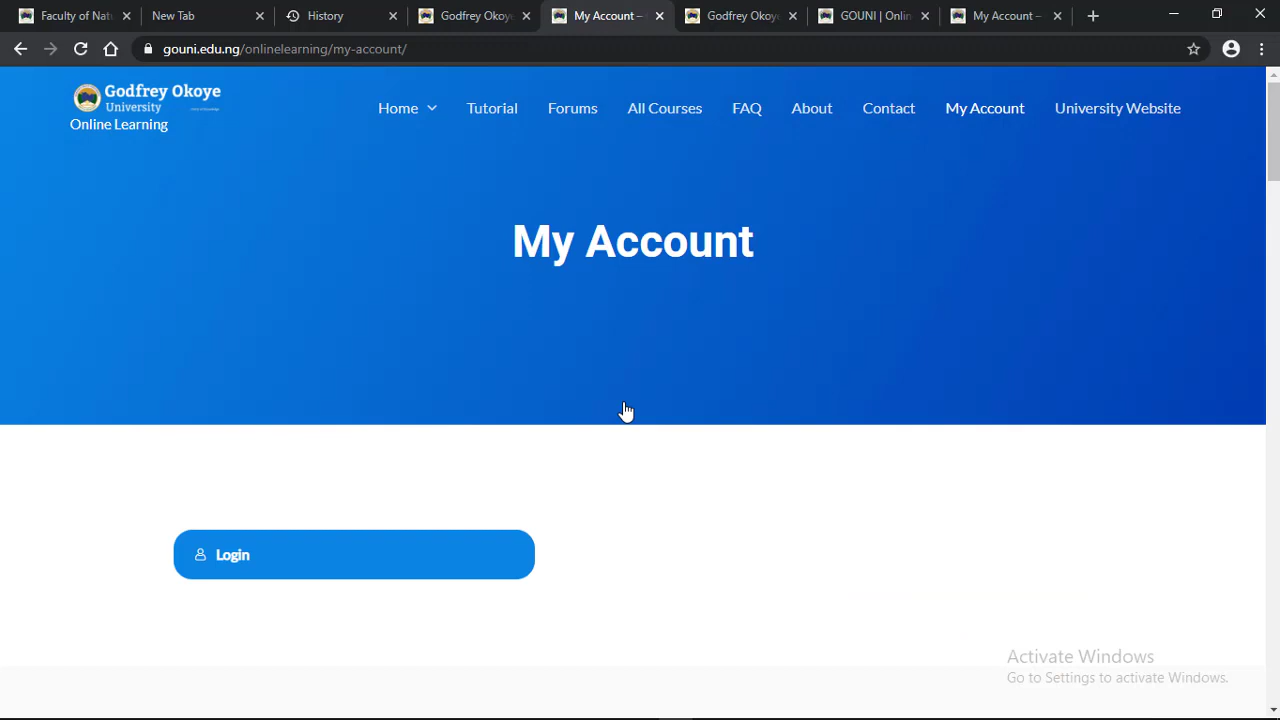 Faculty of Natu
New Tab
History
Godfrey Okoye
My Account –
Godfrey Okoye
GOUNI | Onlin
My Account –
gouni.edu.ng/onlinelearning/my-account/
Godfrey Okoye
University
Online Learning
Home
Tutorial
Forums
All Courses
FAQ
About
Contact
My Account
University Website
My Account
Login
Activate Windows
Go to Settings to activate Windows.